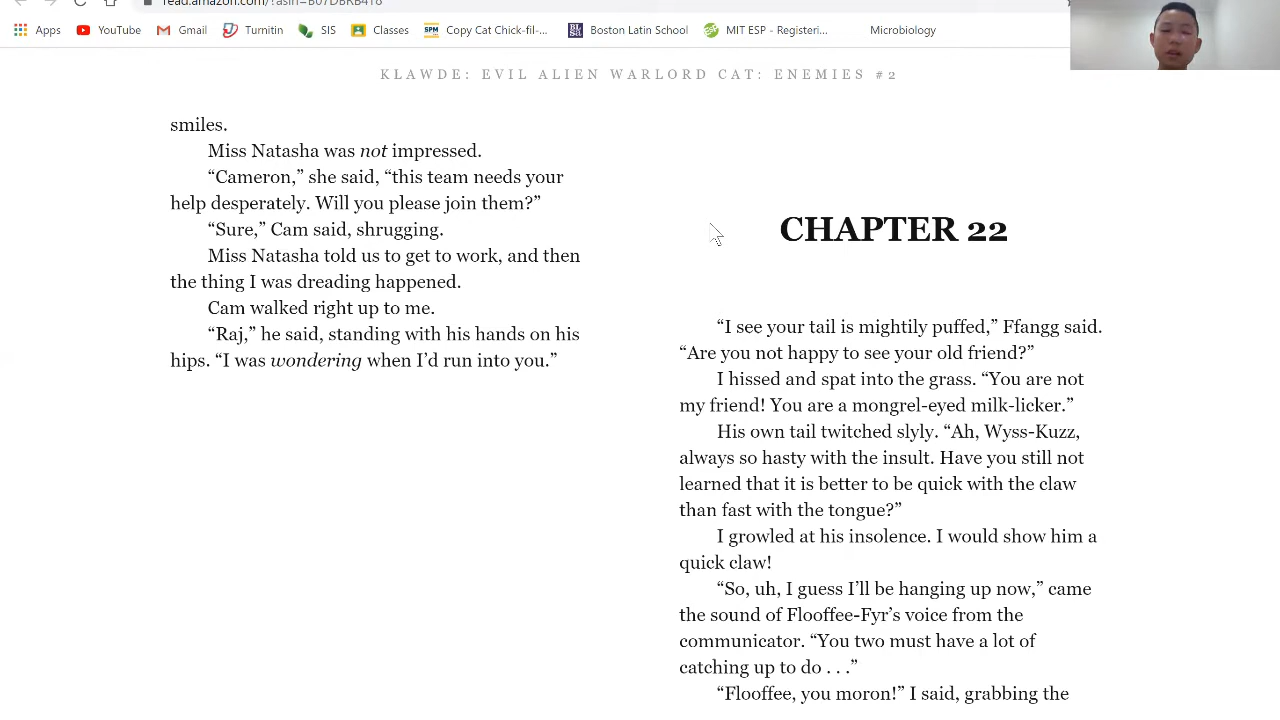 read.amazon.com/?asin=B07DBRB418
Apps YouTube Gmail Turnitin SIS Classes Copy Cat Chick-fil-... Boston Latin School MIT ESP - Registeri... Microbiology
KLAWDE: EVIL ALIEN WARLORD CAT: ENEMIES #2
smiles.
Miss Natasha was not impressed.
“Cameron,” she said, “this team needs your
help desperately. Will you please join them?”
“Sure,” Cam said, shrugging.
Miss Natasha told us to get to work, and then
the thing I was dreading happened.
Cam walked right up to me.
“Raj,” he said, standing with his hands on his
hips. “I was wondering when I’d run into you.”
CHAPTER 22
“I see your tail is mightily puffed,” Ffangg said.
“Are you not happy to see your old friend?”
I hissed and spat into the grass. “You are not
my friend! You are a mongrel-eyed milk-licker.”
His own tail twitched slyly. “Ah, Wyss-Kuzz,
always so hasty with the insult. Have you still not
learned that it is better to be quick with the claw
than fast with the tongue?”
I growled at his insolence. I would show him a
quick claw!
“So, uh, I guess I’ll be hanging up now,” came
the sound of Flooffee-Fyr’s voice from the
communicator. “You two must have a lot of
catching up to do . . .”
“Flooffee, you moron!” I said, grabbing the